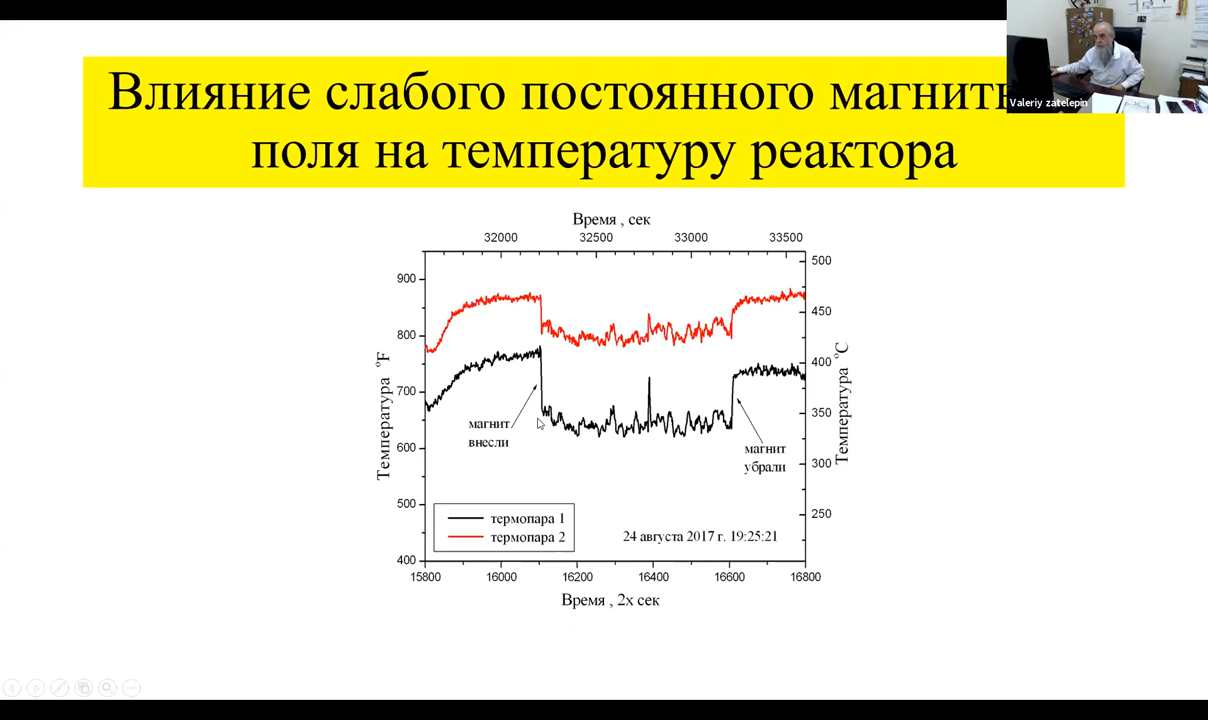 Влияние слабого постоянного
поля на температуру реактора
Valeriy zatelepin
Время , сек
32000 32500 33000 33500
900
800
700
600
500
400
Температура °F
500
450
400
350
300
250
Температура °C
магнит
внесли
магнит
убрали
термопара 1
термопара 2
24 августа 2017 г. 19:25:21
15800 16000 16200 16400 16600 16800
Время , 2x сек